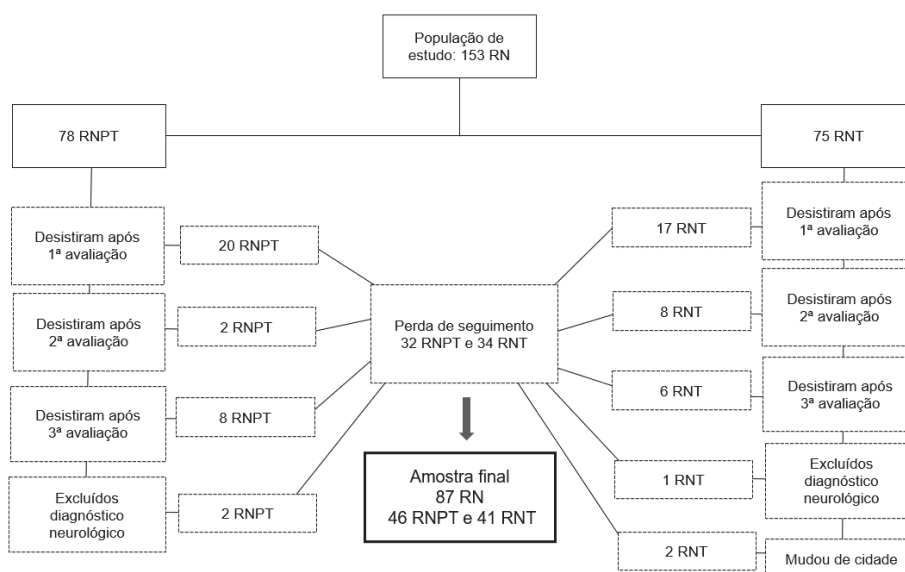 População de
estudo: 153 RN
78 RNPT
75 RNT
Desistiram após
1ª avaliação
20 RNPT
17 RNT
Desistiram após
1ª avaliação
Desistiram após
2ª avaliação
2 RNPT
Perda de seguimento
32 RNPT e 34 RNT
8 RNT
Desistiram após
2ª avaliação
Desistiram após
3ª avaliação
8 RNPT
6 RNT
Desistiram após
3ª avaliação
Excluídos
diagnóstico
neurológico
2 RNPT
Amostra final
87 RN
46 RNPT e 41 RNT
1 RNT
Excluídos
diagnóstico
neurológico
2 RNT
Mudou de cidade